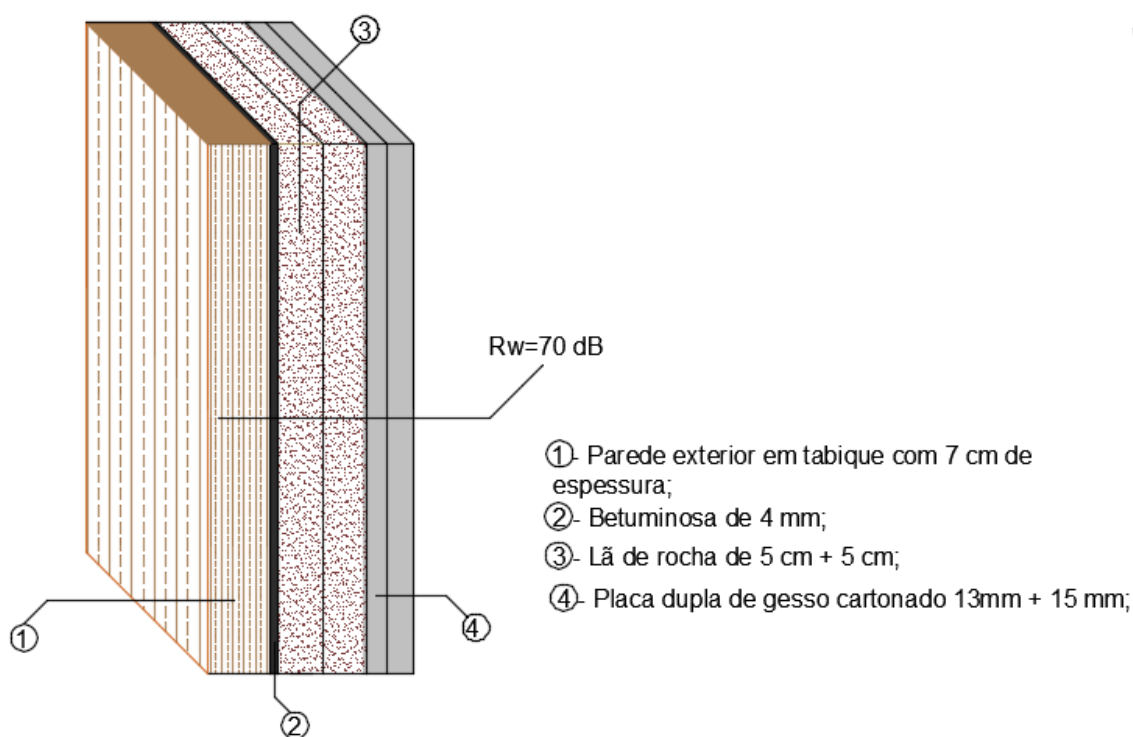 ③
Rw=70 dB
①- Parede exterior em tabique com 7 cm de
espessura;
②- Betuminosa de 4 mm;
③- Lã de rocha de 5 cm + 5 cm;
④- Placa dupla de gesso cartonado 13mm + 15 mm;
①
④
②